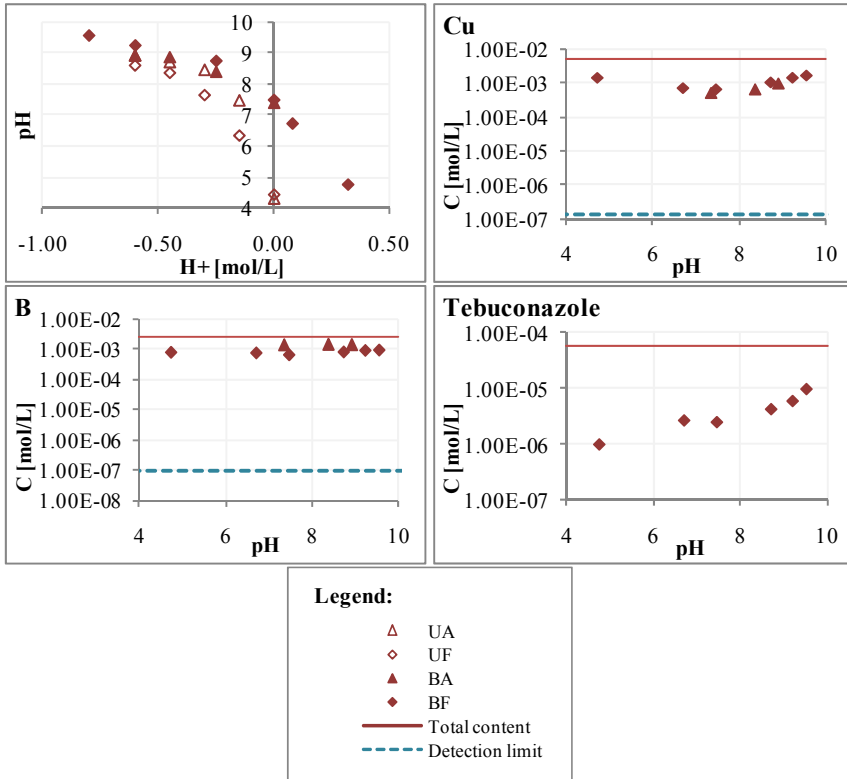 10
9
8
7
6
5
4
pH
-1.00 -0.50 0.00 0.50
H+ [mol/L]
Cu
1.00E-02
1.00E-03
1.00E-04
1.00E-05
1.00E-06
1.00E-07
C [mol/L]
4 6 8 10
pH
B
1.00E-02
1.00E-03
1.00E-04
1.00E-05
1.00E-06
1.00E-07
1.00E-08
C [mol/L]
4 6 8 10
pH
Tebuconazole
1.00E-04
1.00E-05
1.00E-06
1.00E-07
C [mol/L]
4 6 8 10
pH
Legend:
UA
UF
BA
BF
Total content
Detection limit